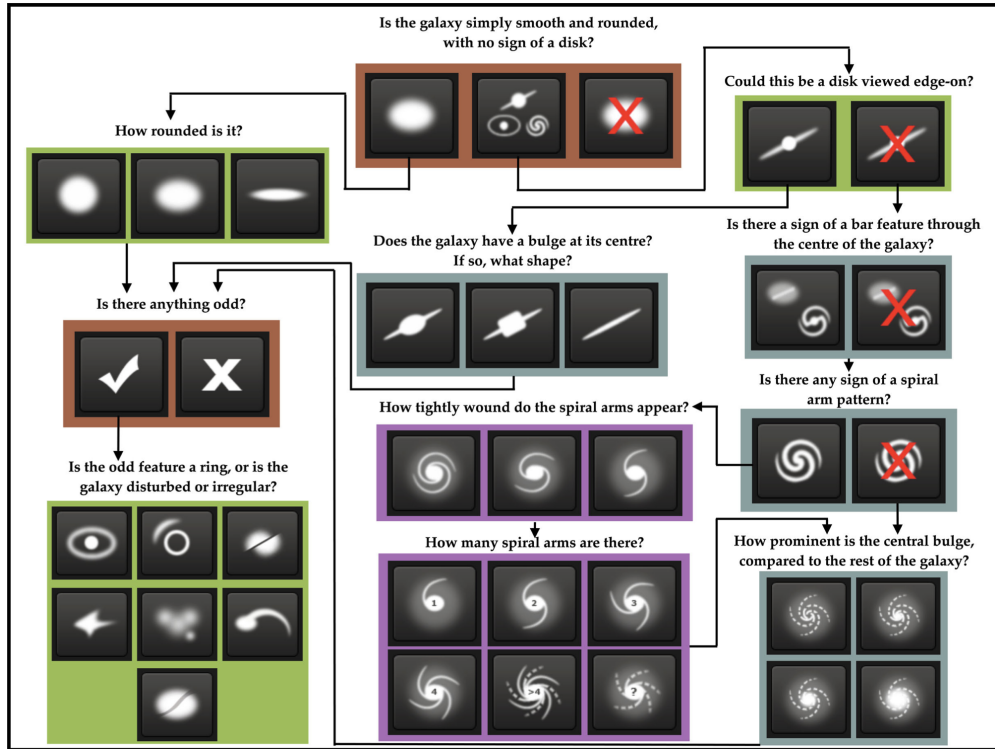 Is the galaxy simply smooth and rounded,
with no sign of a disk?
Could this be a disk viewed edge-on?
How rounded is it?
Is there a sign of a bar feature through
the centre of the galaxy?
Does the galaxy have a bulge at its centre?
If so, what shape?
Is there anything odd?
Is there any sign of a spiral
arm pattern?
How tightly wound do the spiral arms appear?
Is the odd feature a ring, or is the
galaxy disturbed or irregular?
How many spiral arms are there?
How prominent is the central bulge,
compared to the rest of the galaxy?
1
2
3
4
>4
?